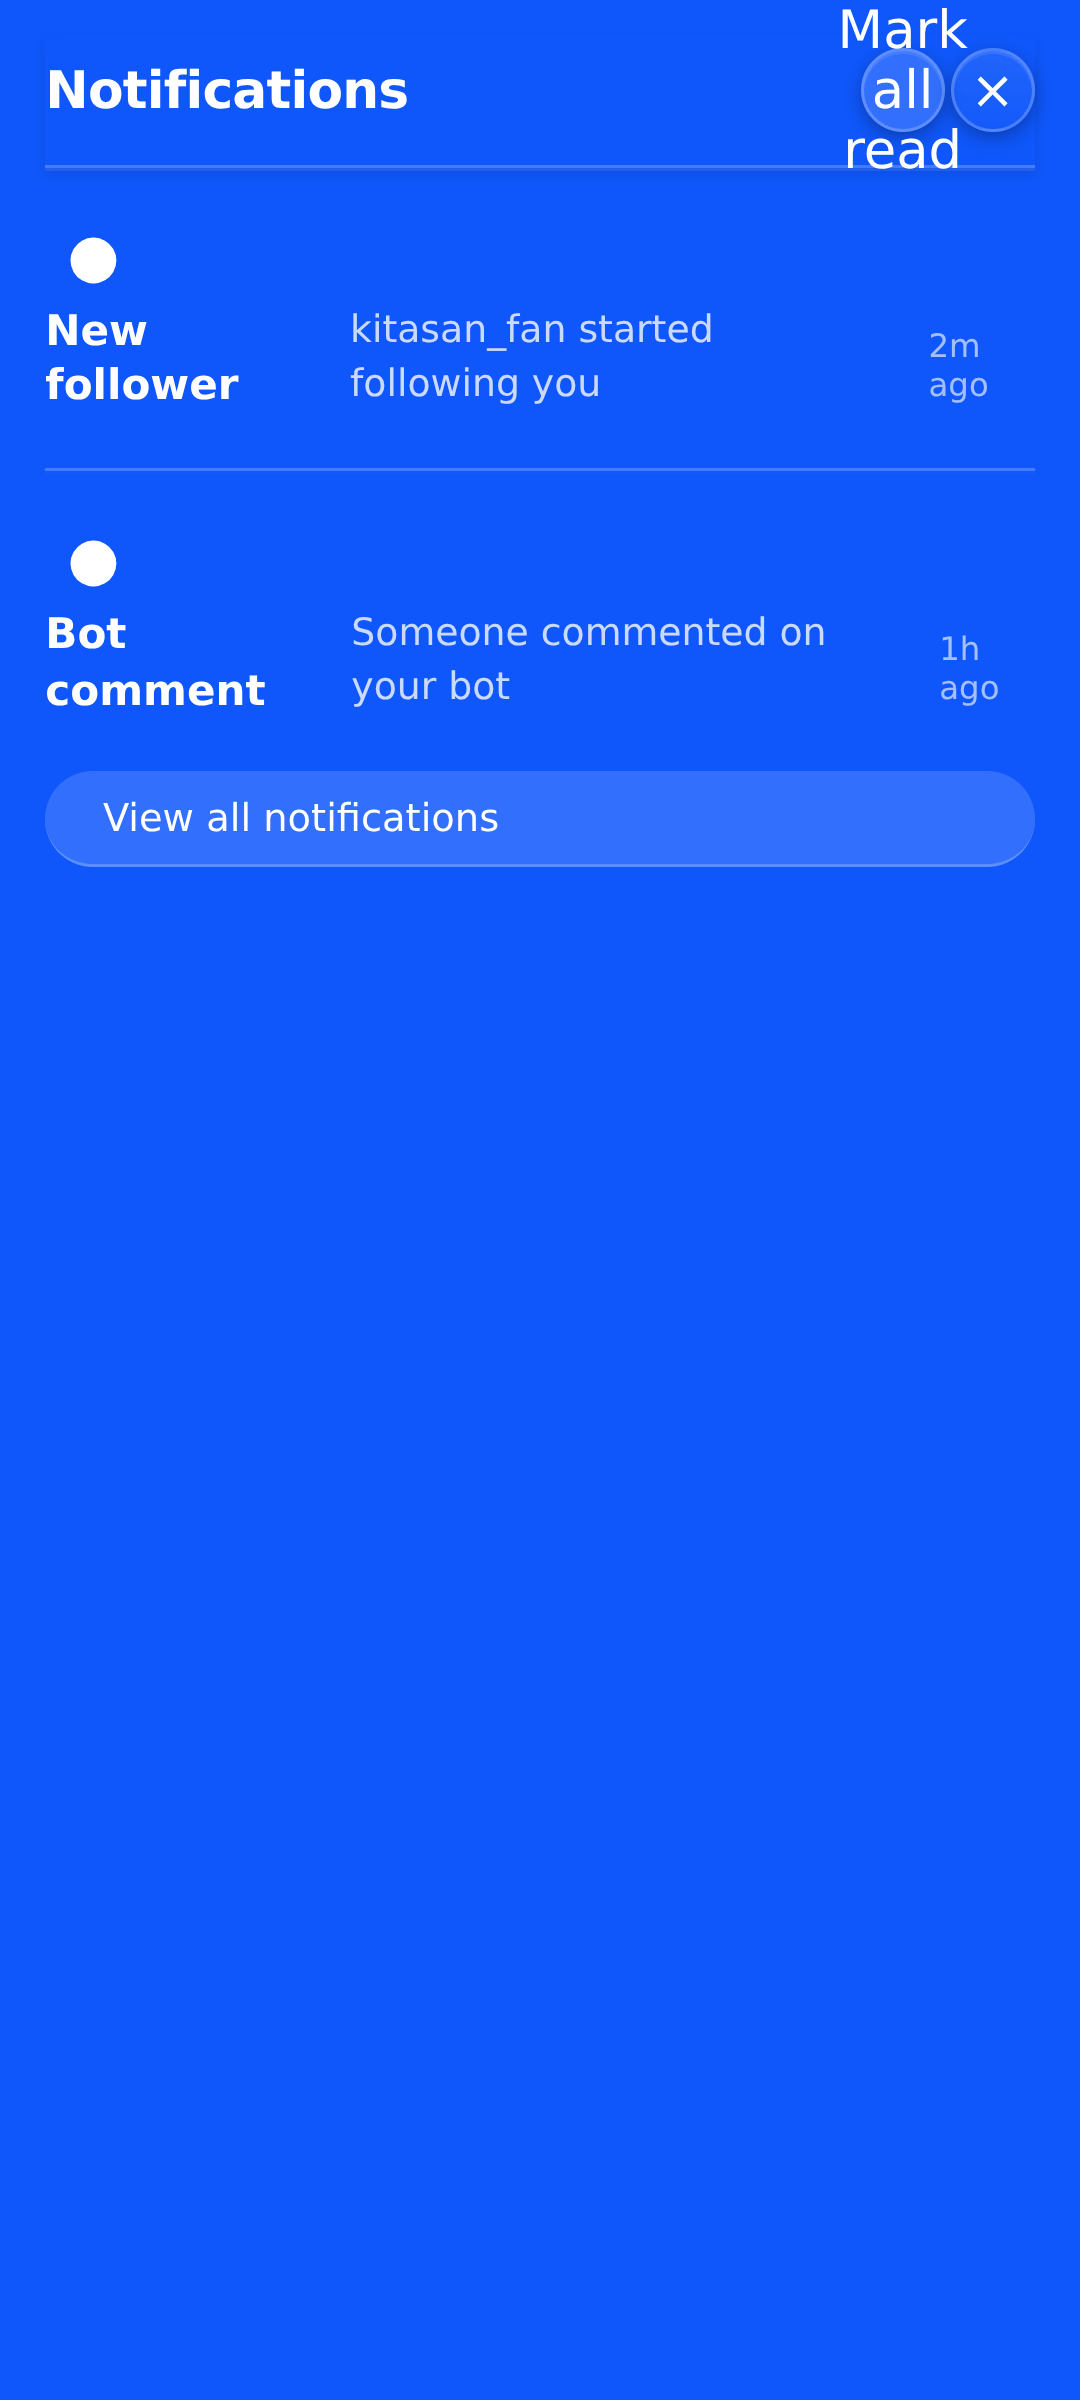 Notifications
Mark
all
read
×
New
follower
kitasan_fan started
following you
2m
ago
Bot
comment
Someone commented on
your bot
1h
ago
View all notifications